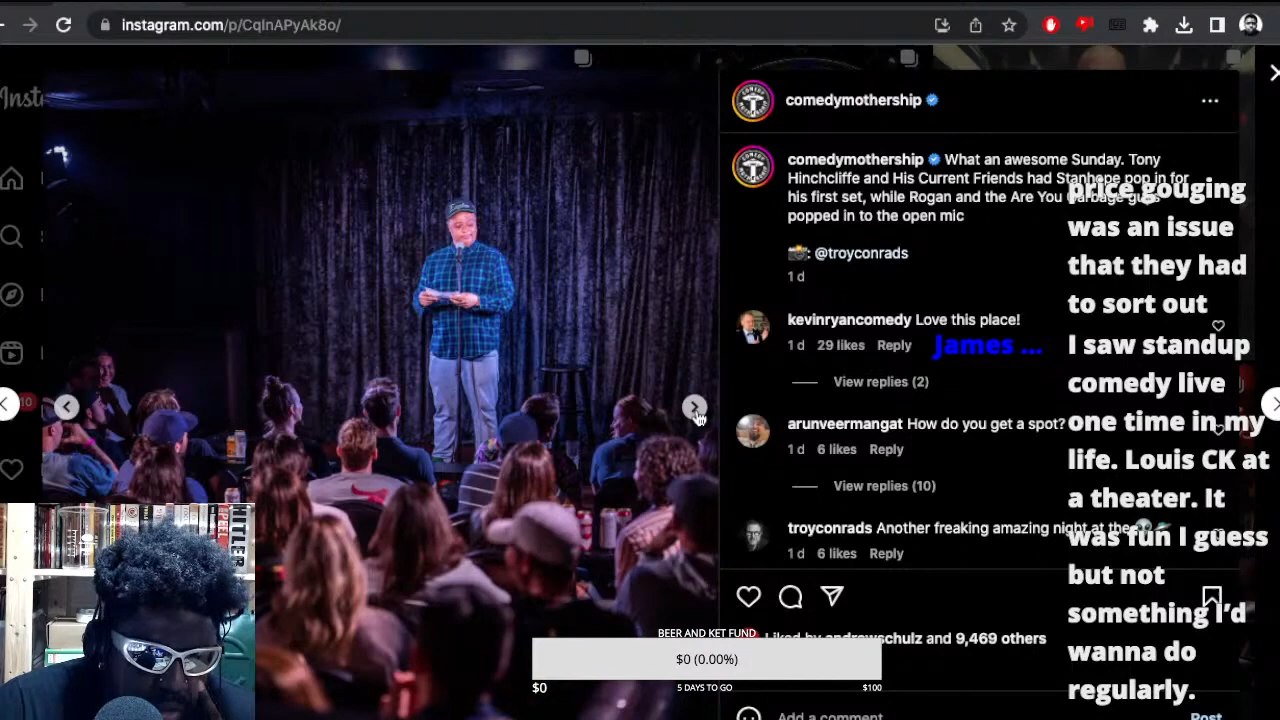 instagram.com/p/CqInAPyAk8o/
Inst
comedymothership
comedymothership What an awesome Sunday. Tony
Hinchcliffe and His Current Friends had Stanhope pop in for
his first set, while Rogan and the Are You Garbage guys
popped in to the open mic
📸: @troyconrads
1 d
kevinryancomedy Love this place!
1 d 29 likes Reply
View replies (2)
arunveermangat How do you get a spot?
1 d 6 likes Reply
View replies (10)
troyconrads Another freaking amazing night at the 👽🛸
1 d 6 likes Reply
Liked by andrewschulz and 9,469 others
Add a comment...
Post
James ...
price gouging
was an issue
that they had
to sort out
I saw standup
comedy live
one time in my
life. Louis CK at
a theater. It
was fun I guess
but not
something I'd
wanna do
regularly.
10
BEER AND KET FUND
$0 (0.00%)
$0 5 DAYS TO GO $100
HITLER